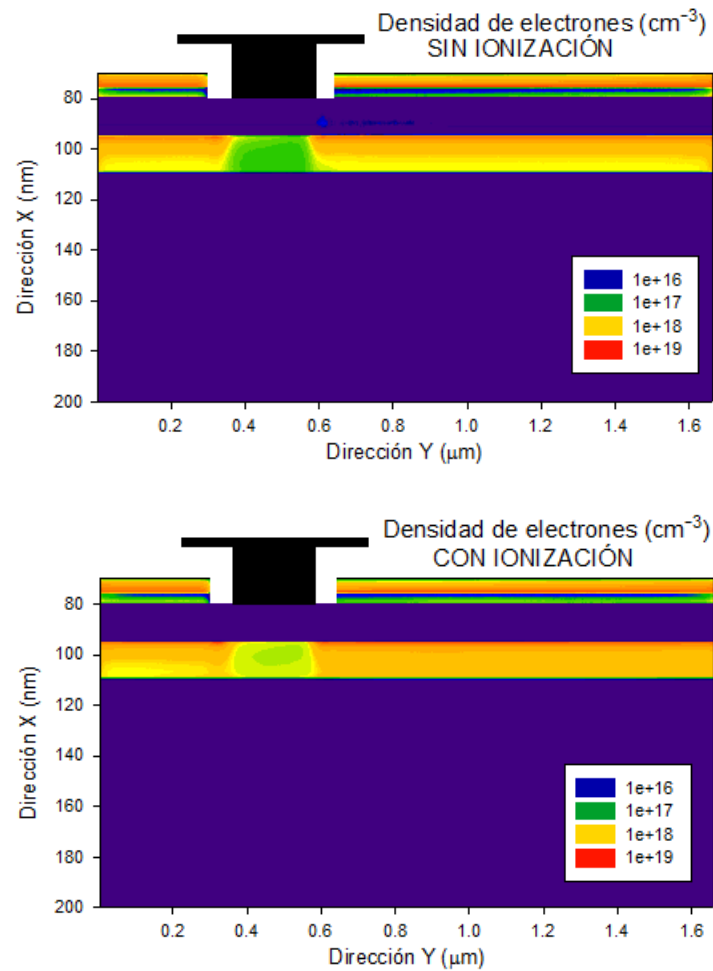 Densidad de electrones (cm⁻³)
SIN IONIZACIÓN
80
100
120
140
160
180
200
Dirección X (nm)
1e+16
1e+17
1e+18
1e+19
0.2 0.4 0.6 0.8 1.0 1.2 1.4 1.6
Dirección Y (μm)
Densidad de electrones (cm⁻³)
CON IONIZACIÓN
80
100
120
140
160
180
200
Dirección X (nm)
1e+16
1e+17
1e+18
1e+19
0.2 0.4 0.6 0.8 1.0 1.2 1.4 1.6
Dirección Y (μm)